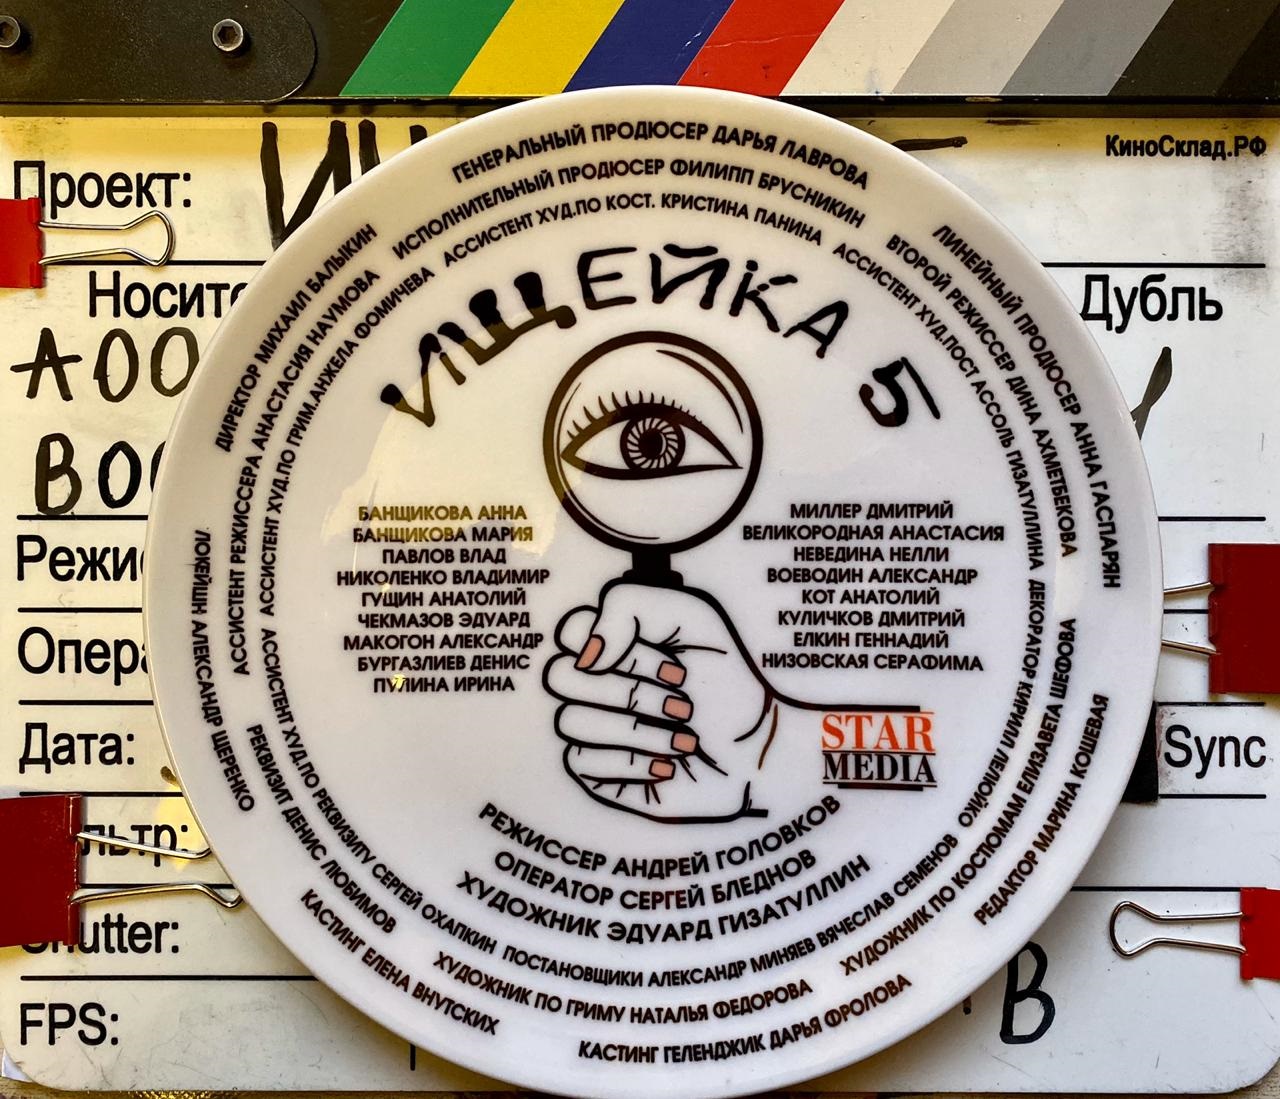 КиноСклад.РФ
Проект:
Дубль
A00
B00
Дата:
Sync
Shutter:
FPS:
B
ГЕНЕРАЛЬНЫЙ ПРОДЮСЕР ДАРЬЯ ЛАВРОВА
ЛИНЕЙНЫЙ ПРОДЮСЕР АННА ГАСПАРЯН
РЕДАКТОР МАРИНА КОШЕВАЯ
КАСТИНГ ГЕЛЕНДЖИК ДАРЬЯ ФРОЛОВА
КАСТИНГ ЕЛЕНА ВНУТСКИХ
ЛОКЕЙШН АЛЕКСАНДР ЩЕРЕНКО
ДИРЕКТОР МИХАИЛ БАЛЫКИН
ИСПОЛНИТЕЛЬНЫЙ ПРОДЮСЕР ФИЛИПП БРУСНИКИН
ВТОРОЙ РЕЖИССЕР ДИНА АХМЕТБЕКОВА
ХУДОЖНИК ПО КОСТЮМАМ ЕЛИЗАВЕТА ШЕФОВА
ХУДОЖНИК ПО ГРИМУ НАТАЛЬЯ ФЕДОРОВА
РЕКВИЗИТ ДЕНИС ЛЮБИМОВ
АССИСТЕНТ РЕЖИССЕРА АНАСТАСИЯ НАУМОВА
АССИСТЕНТ ХУД.ПО КОСТ. КРИСТИНА ПАНИНА
АССИСТЕНТ ХУД.ПОСТ АССОЛЬ ГИЗАТУЛЛИНА
ДЕКОРАТОР КИРИЛЛ
ПОСТАНОВЩИКИ АЛЕКСАНДР МИНЯЕВ ВЯЧЕСЛАВ СЕМЕНОВ
АССИСТЕНТ ХУД.ПО РЕКВИЗИТУ СЕРГЕЙ ОХАПКИН
АССИСТЕНТ ХУД.ПО ГРИМ.АНЖЕЛА ФОМИЧЕВА
ИЩЕЙКА 5
БАНЩИКОВА АННА
БАНЩИКОВА МАРИЯ
ПАВЛОВ ВЛАД
НИКОЛЕНКО ВЛАДИМИР
ГУЩИН АНАТОЛИЙ
ЧЕКМАЗОВ ЭДУАРД
МАКОГОН АЛЕКСАНДР
БУРГАЗЛИЕВ ДЕНИС
ПУЛИНА ИРИНА
МИЛЛЕР ДМИТРИЙ
ВЕЛИКОРОДНАЯ АНАСТАСИЯ
НЕВЕДИНА НЕЛЛИ
ВОЕВОДИН АЛЕКСАНДР
КОТ АНАТОЛИЙ
КУЛИЧКОВ ДМИТРИЙ
ЕЛКИН ГЕННАДИЙ
НИЗОВСКАЯ СЕРАФИМА
STAR
MEDIA
РЕЖИССЕР АНДРЕЙ ГОЛОВКОВ
ОПЕРАТОР СЕРГЕЙ БЛЕДНОВ
ХУДОЖНИК ЭДУАРД ГИЗАТУЛЛИН